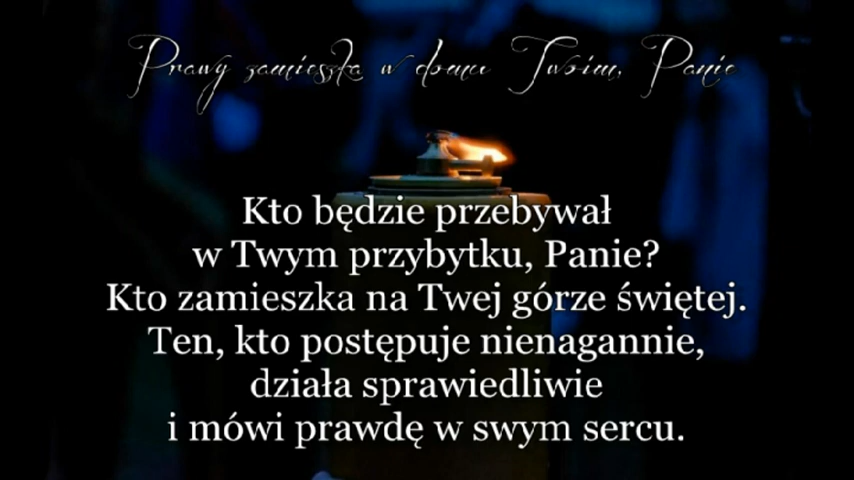 Prawy zamieszka w domu Twoim, Panie
Kto będzie przebywał
w Twym przybytku, Panie?
Kto zamieszka na Twej górze świętej.
Ten, kto postępuje nienagannie,
działa sprawiedliwie
i mówi prawdę w swym sercu.